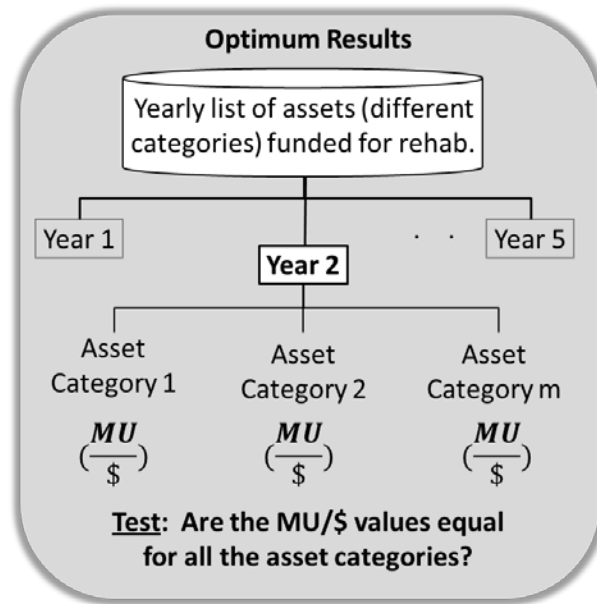 Optimum Results
Yearly list of assets (different
categories) funded for rehab.
Year 1
. .
Year 5
Year 2
Asset
Category 1
Asset
Category 2
Asset
Category m
(MU/$)
(MU/$)
(MU/$)
Test: Are the MU/$ values equal
for all the asset categories?